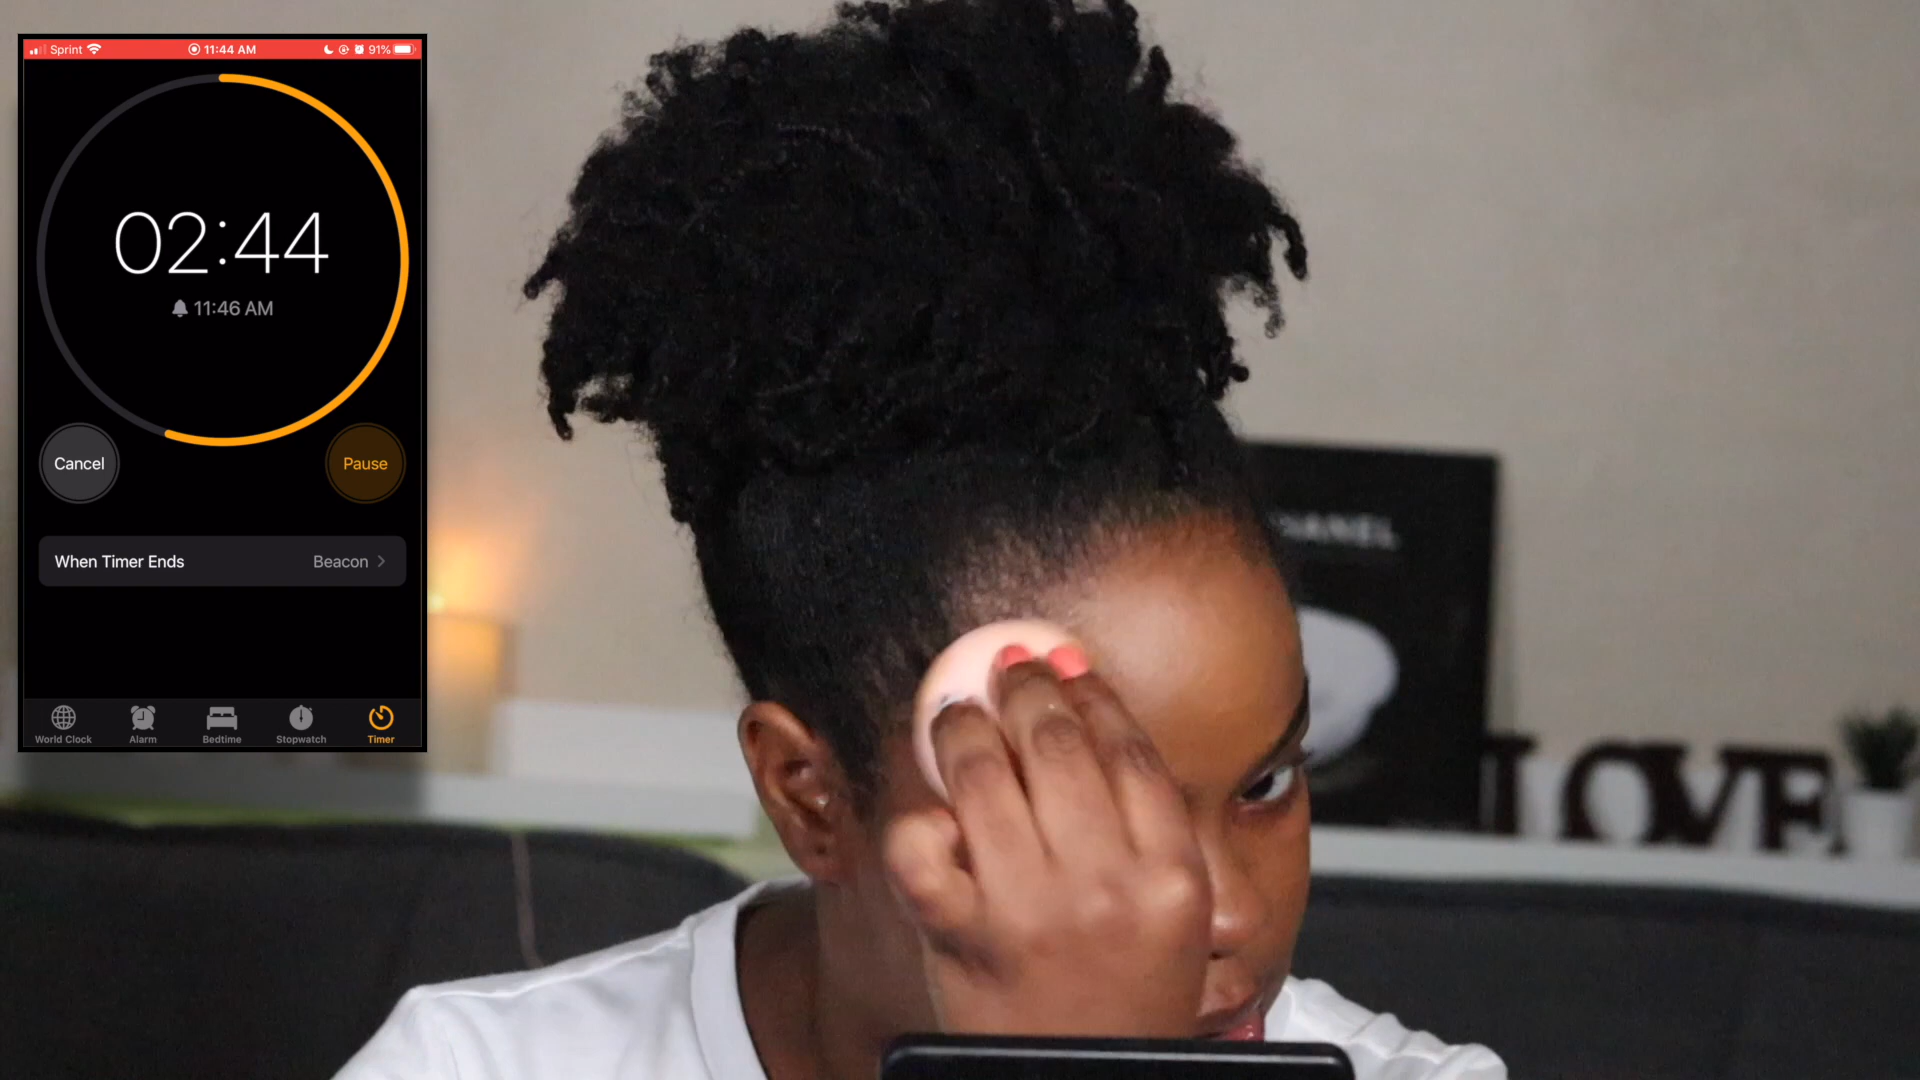 Sprint 11:44 AM 91%
02:44
11:46 AM
Cancel Pause
When Timer Ends Beacon
World Clock Alarm Bedtime Stopwatch Timer
CHANEL
LOVE